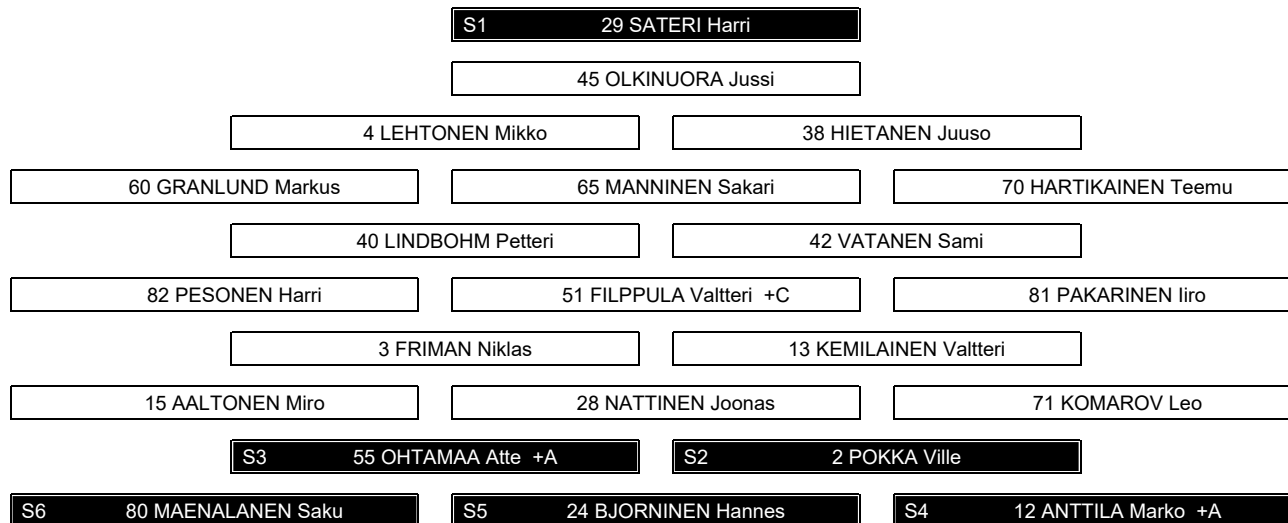 S1 29 SATERI Harri
45 OLKINUORA Jussi
4 LEHTONEN Mikko 38 HIETANEN Juuso
60 GRANLUND Markus 65 MANNINEN Sakari 70 HARTIKAINEN Teemu
40 LINDBOHM Petteri 42 VATANEN Sami
82 PESONEN Harri 51 FILPPULA Valtteri +C 81 PAKARINEN Iiro
3 FRIMAN Niklas 13 KEMILAINEN Valtteri
15 AALTONEN Miro 28 NATTINEN Joonas 71 KOMAROV Leo
S3 55 OHTAMAA Atte +A S2 2 POKKA Ville
S6 80 MAENALANEN Saku S5 24 BJORNINEN Hannes S4 12 ANTTILA Marko +A